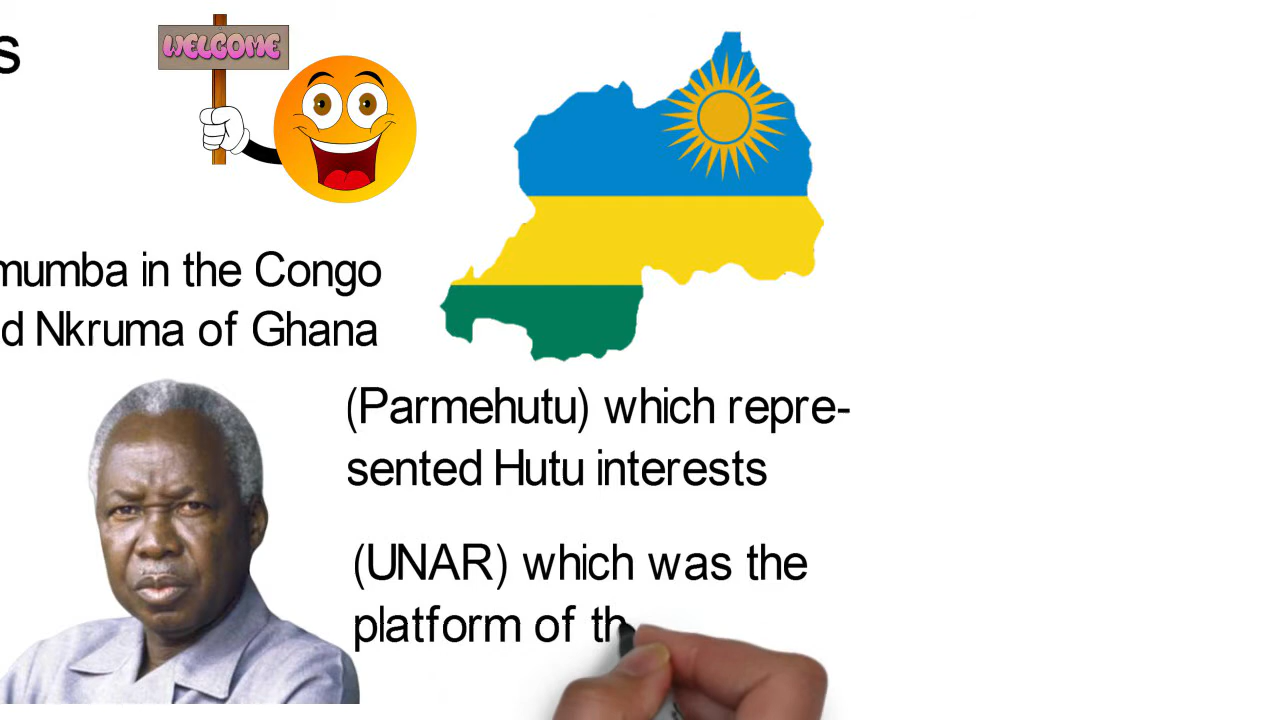 s
WELCOME
mumba in the Congo
d Nkruma of Ghana
(Parmehutu) which repre-
sented Hutu interests
(UNAR) which was the
platform of th